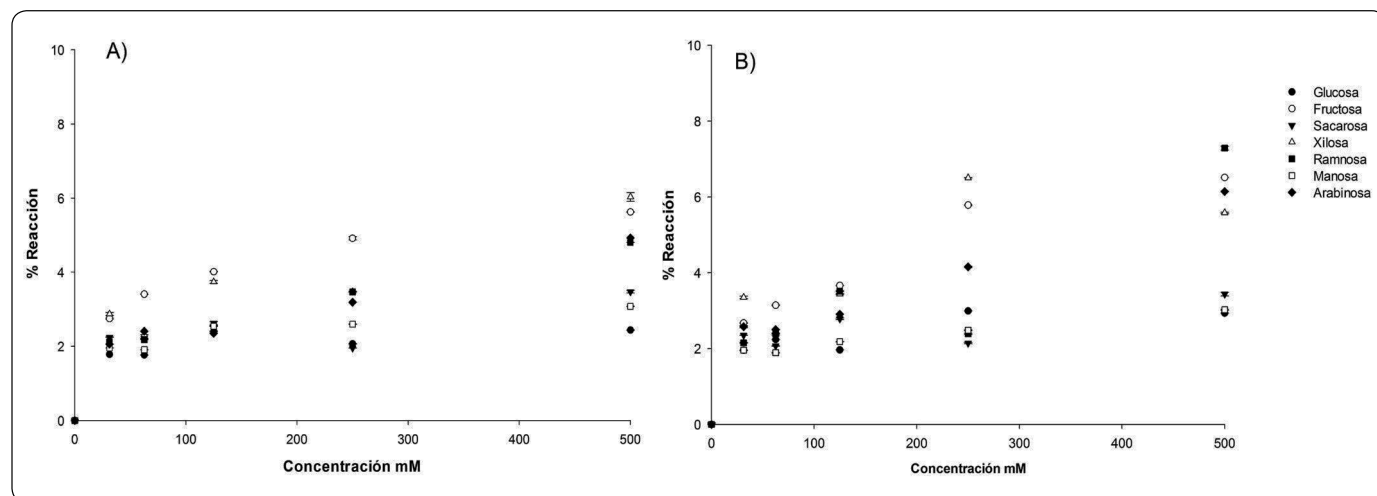 A)
10
8
6
4
2
0
% Reacción
0 100 200 300 400 500
Concentración mM
B)
10
8
6
4
2
0
% Reacción
0 100 200 300 400 500
Concentración mM
Glucosa
Fructosa
Sacarosa
Xilosa
Ramnosa
Manosa
Arabinosa